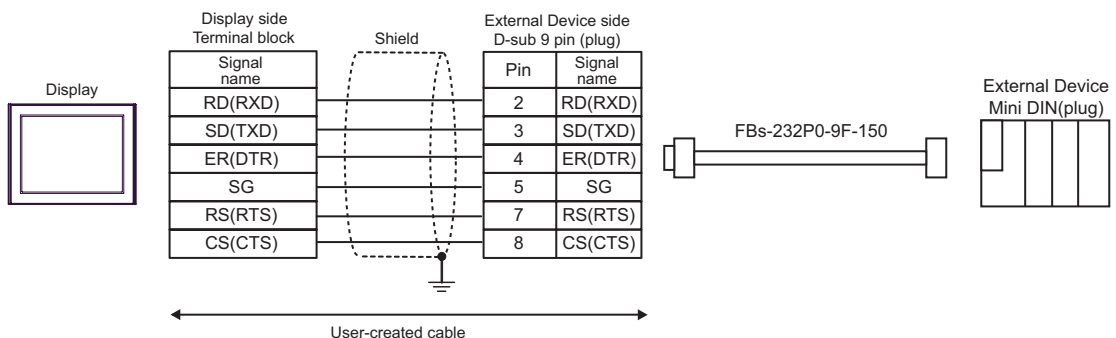 Display
Display side
Terminal block
Signal
name
RD(RXD)
SD(TXD)
ER(DTR)
SG
RS(RTS)
CS(CTS)
Shield
External Device side
D-sub 9 pin (plug)
Pin
Signal
name
2 RD(RXD)
3 SD(TXD)
4 ER(DTR)
5 SG
7 RS(RTS)
8 CS(CTS)
User-created cable
FBs-232P0-9F-150
External Device
Mini DIN(plug)